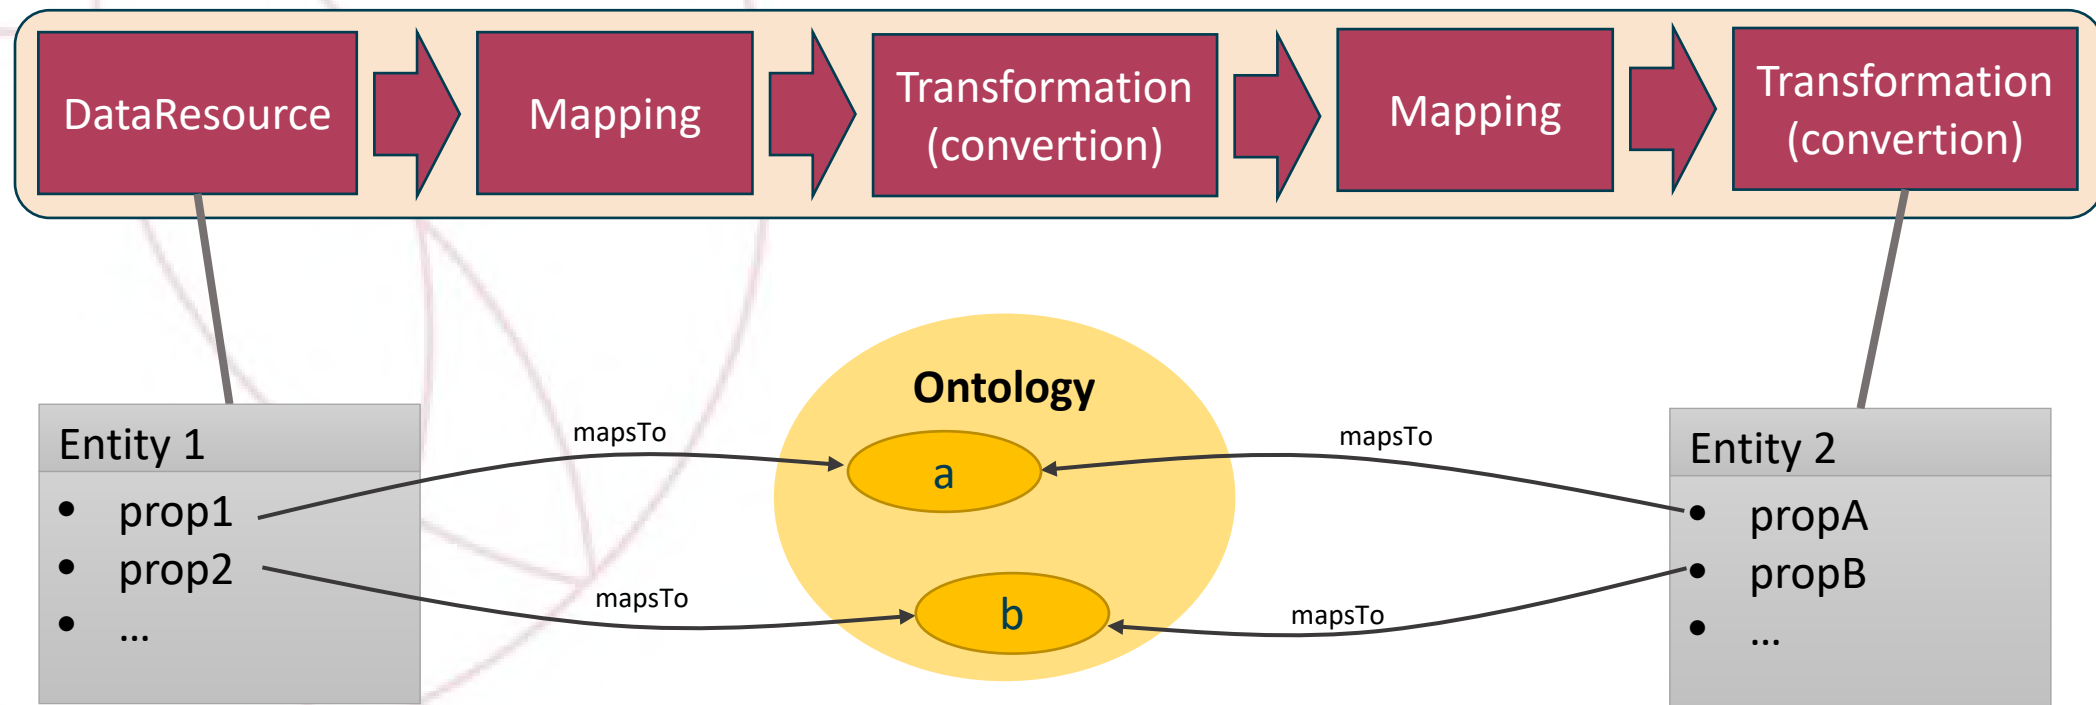 DataResource
Mapping
Transformation
(convertion)
Mapping
Transformation
(convertion)
Ontology
Entity 1
• prop1
• prop2
• ...
mapsTo
mapsTo
a
b
mapsTo
mapsTo
Entity 2
• propA
• propB
• ...